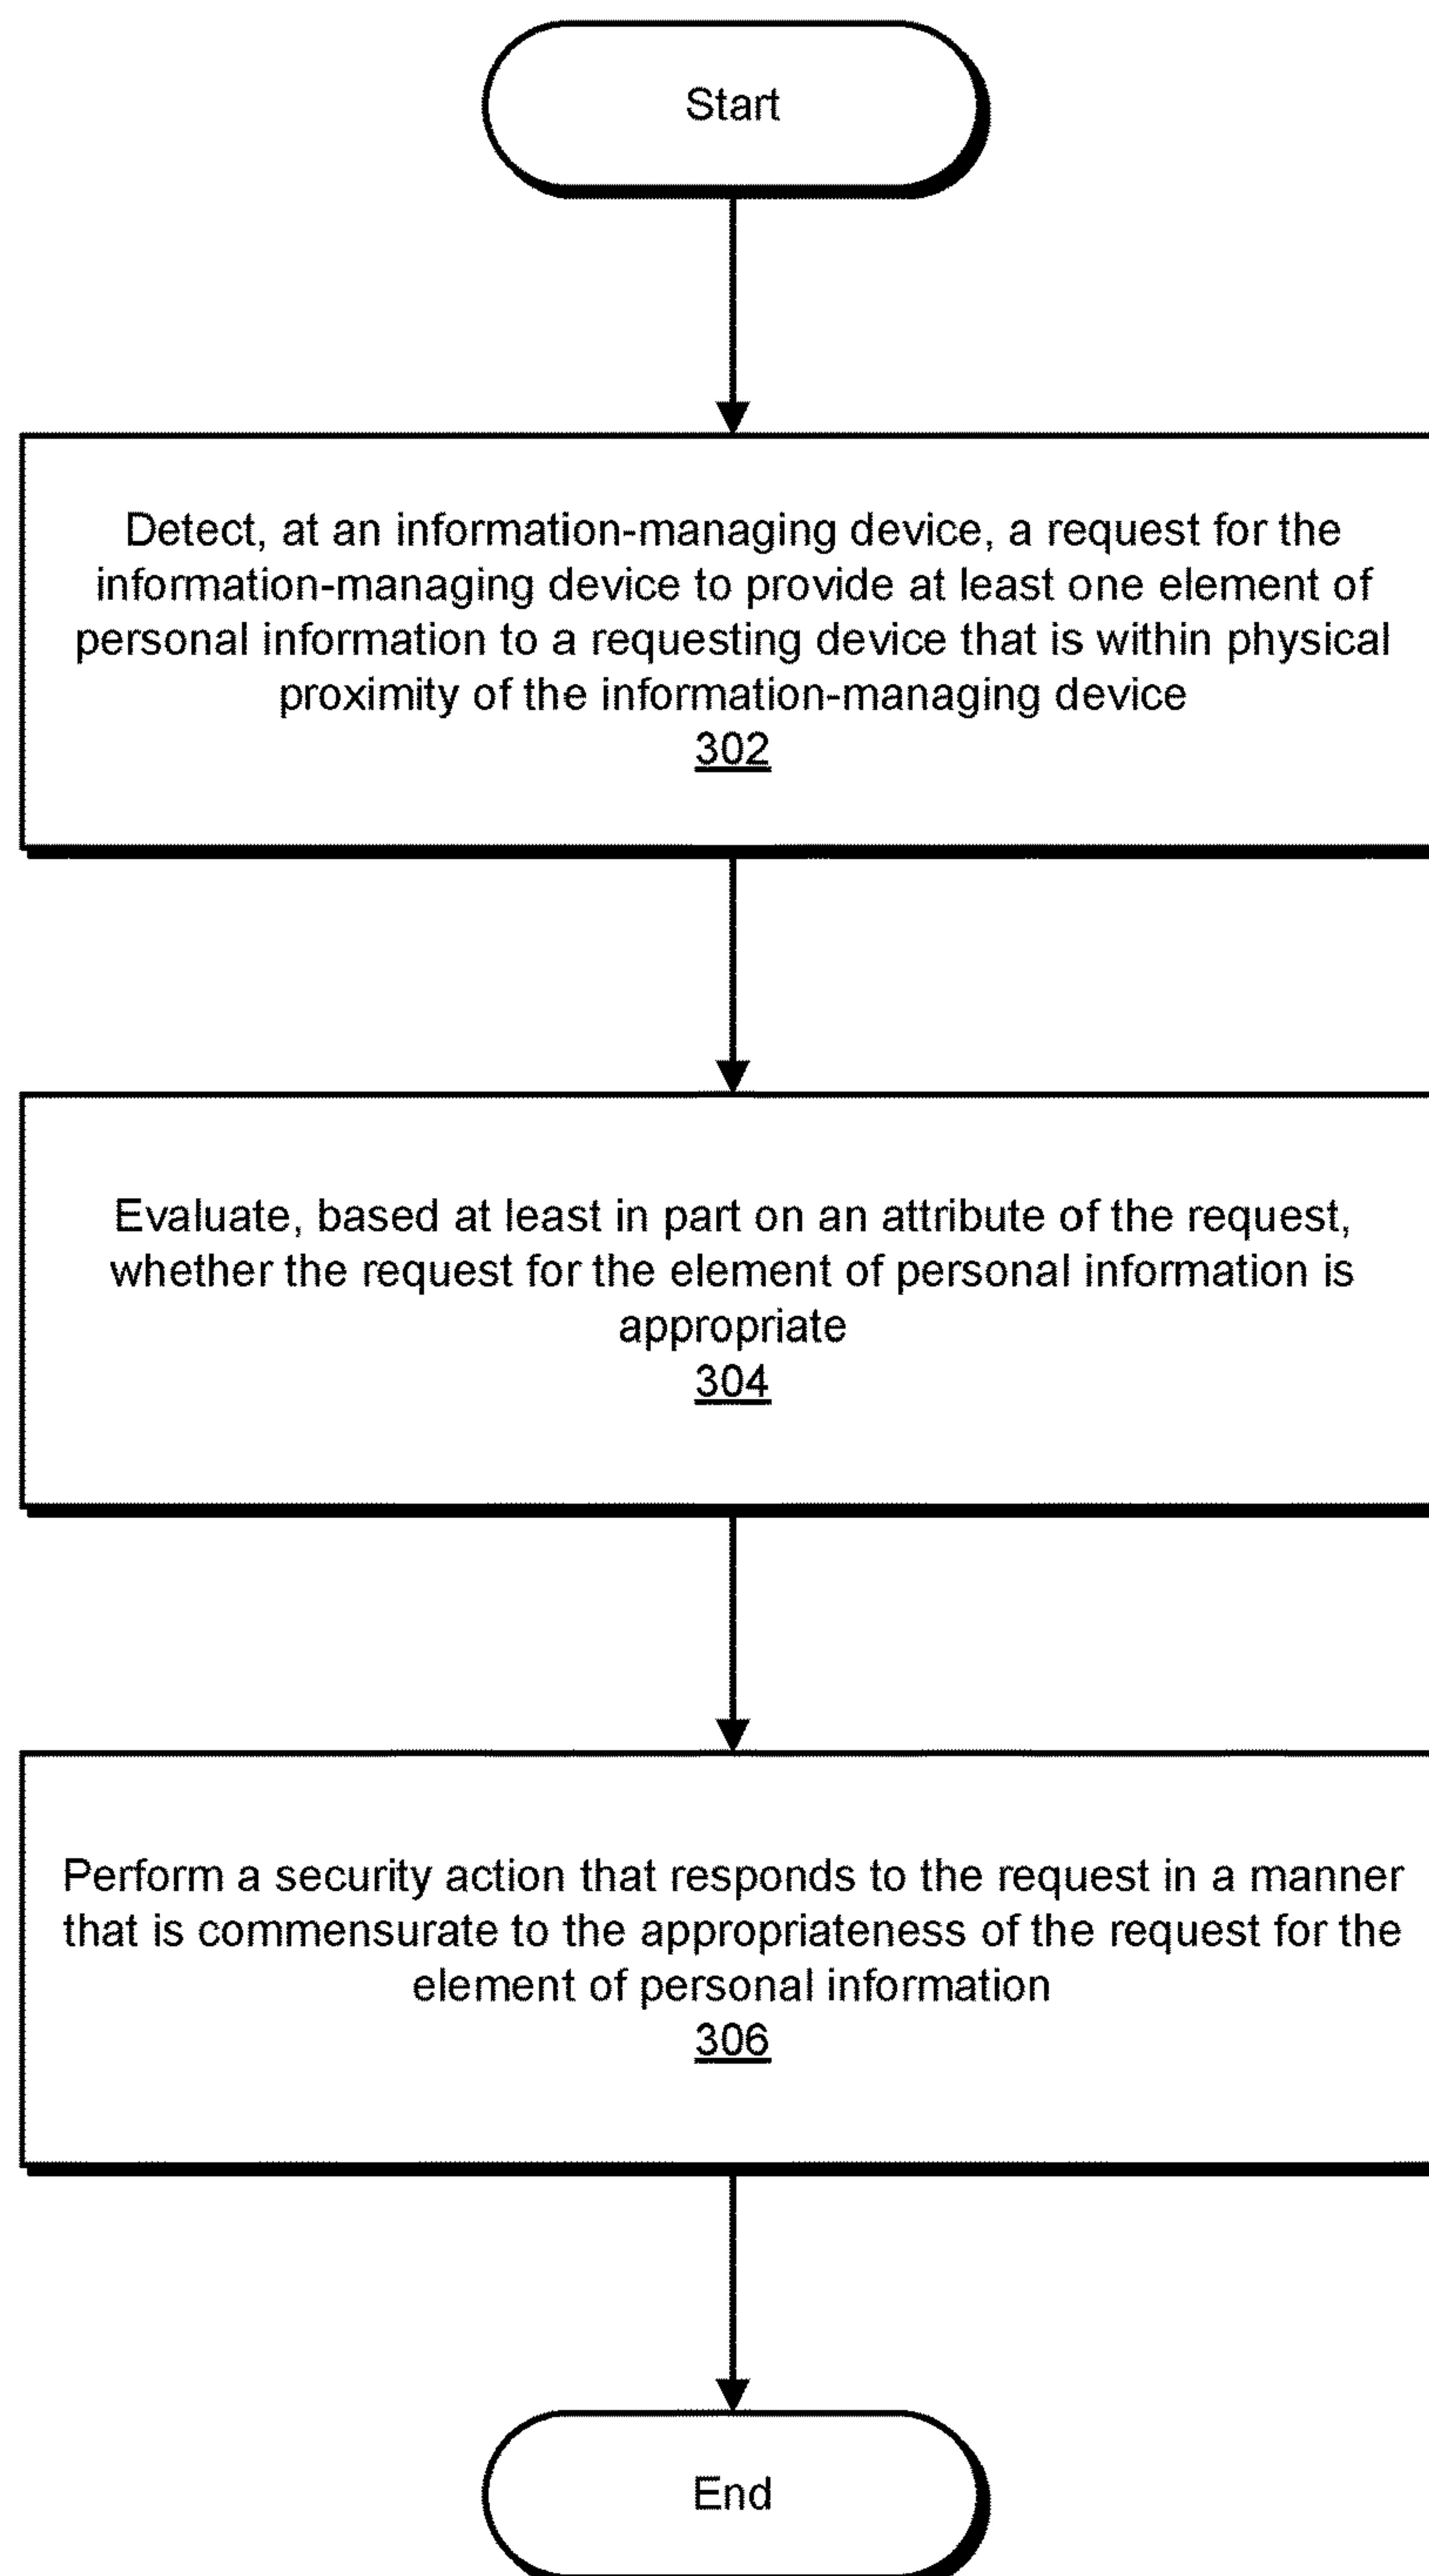 Start
Detect, at an information-managing device, a request for the
information-managing device to provide at least one element of
personal information to a requesting device that is within physical
proximity of the information-managing device
302
Evaluate, based at least in part on an attribute of the request,
whether the request for the element of personal information is
appropriate
304
Perform a security action that responds to the request in a manner
that is commensurate to the appropriateness of the request for the
element of personal information
306
End